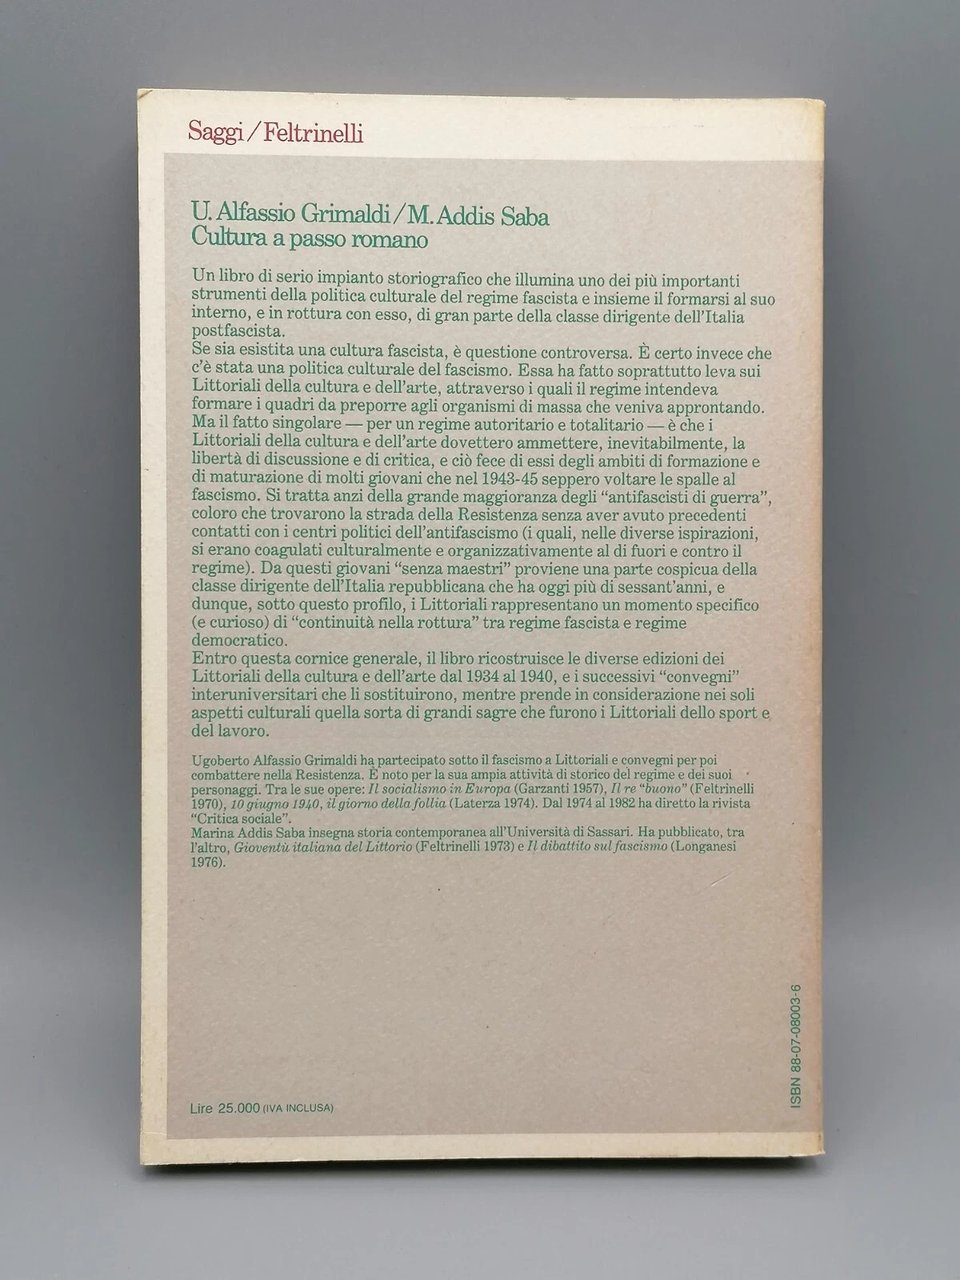 Saggi/Feltrinelli
U. Alfassio Grimaldi/M. Addis Saba
Cultura a passo romano
Un libro di serio impianto storiografico che illumina uno dei più importanti
strumenti della politica culturale del regime fascista e insieme il formarsi al suo
interno, e in rottura con esso, di gran parte della classe dirigente dell'Italia
postfascista.
Se sia esistita una cultura fascista, è questione controversa. È certo invece che
c'è stata una politica culturale del fascismo. Essa ha fatto soprattutto leva sui
Littoriali della cultura e dell'arte, attraverso i quali il regime intendeva
formare i quadri da preporre agli organismi di massa che veniva approntando.
Ma il fatto singolare — per un regime autoritario e totalitario — è che i
Littoriali della cultura e dell'arte dovettero ammettere, inevitabilmente, la
libertà di discussione e di critica, e ciò fece di essi degli ambiti di formazione e
di maturazione di molti giovani che nel 1943-45 seppero voltare le spalle al
fascismo. Si tratta anzi della grande maggioranza degli "antifascisti di guerra",
coloro che trovarono la strada della Resistenza senza aver avuto precedenti
contatti con i centri politici dell'antifascismo (i quali, nelle diverse ispirazioni,
si erano coagulati culturalmente e organizzativamente al di fuori e contro il
regime). Da questi giovani "senza maestri" proviene una parte cospicua della
classe dirigente dell'Italia repubblicana che ha oggi più di sessant'anni, e
dunque, sotto questo profilo, i Littoriali rappresentano un momento specifico
(e curioso) di "continuità nella rottura" tra regime fascista e regime
democratico.
Entro questa cornice generale, il libro ricostruisce le diverse edizioni dei
Littoriali della cultura e dell'arte dal 1934 al 1940, e i successivi "convegni"
interuniversitari che li sostituirono, mentre prende in considerazione nei soli
aspetti culturali quella sorta di grandi sagre che furono i Littoriali dello sport e
del lavoro.
Ugoberto Alfassio Grimaldi ha partecipato sotto il fascismo a Littoriali e convegni per poi
combattere nella Resistenza. È noto per la sua ampia attività di storico del regime e dei suoi
personaggi. Tra le sue opere: Il socialismo in Europa (Garzanti 1957), Il re "buono" (Feltrinelli
1970), 10 giugno 1940, il giorno della follia (Laterza 1974). Dal 1974 al 1982 ha diretto la rivista
"Critica sociale".
Marina Addis Saba insegna storia contemporanea all'Università di Sassari. Ha pubblicato, tra
l'altro, Gioventù italiana del Littorio (Feltrinelli 1973) e Il dibattito sul fascismo (Longanesi
1976).
ISBN 88-07-08003-6
Lire 25.000 (IVA INCLUSA)